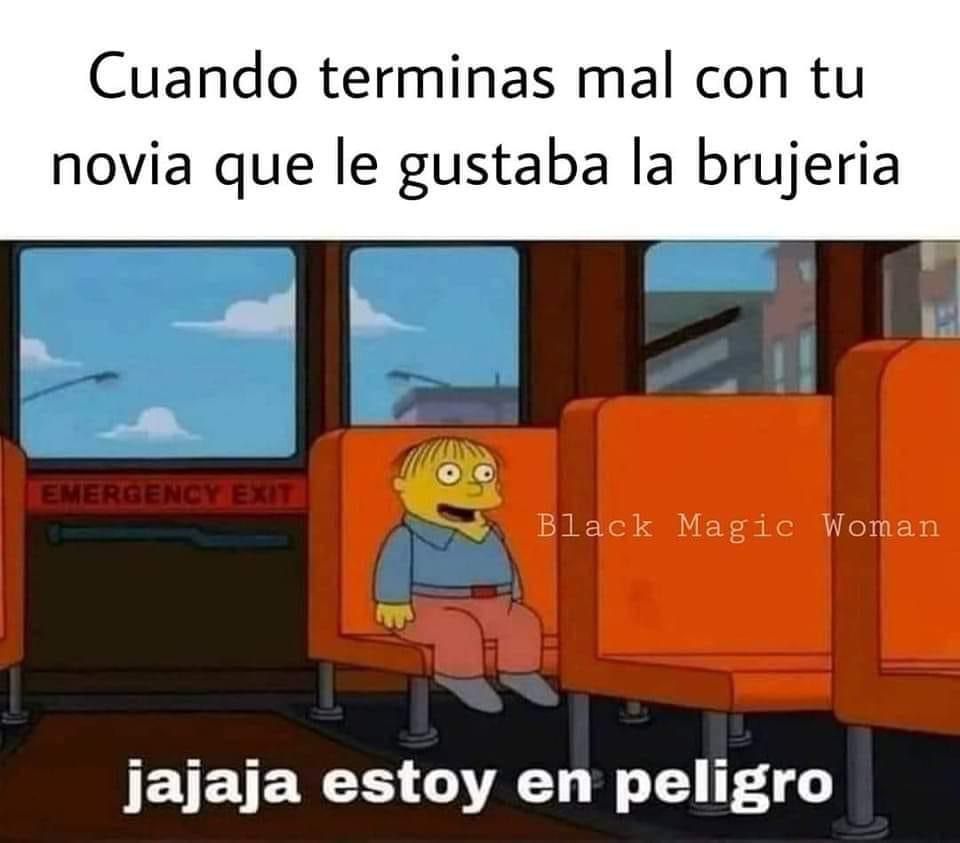 Cuando terminas mal con tu
novia que le gustaba la brujeria
EMERGENCY EXIT
Black Magic Woman
jajaja estoy en peligro